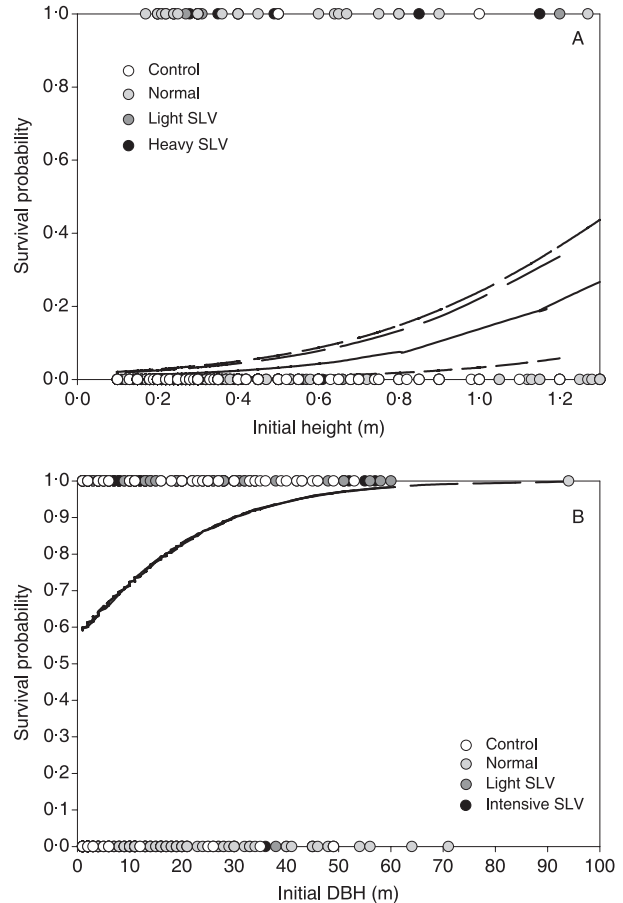 A
1·0
0·8
0·6
0·4
0·2
0·0
Survival probability
Control
Normal
Light SLV
Heavy SLV
0·0 0·2 0·4 0·6 0·8 1·0 1·2
Initial height (m)
B
1·0
0·9
0·8
0·7
0·6
0·5
0·4
0·3
0·2
0·1
0·0
Survival probability
Control
Normal
Light SLV
Intensive SLV
0 10 20 30 40 50 60 70 80 90 100
Initial DBH (m)